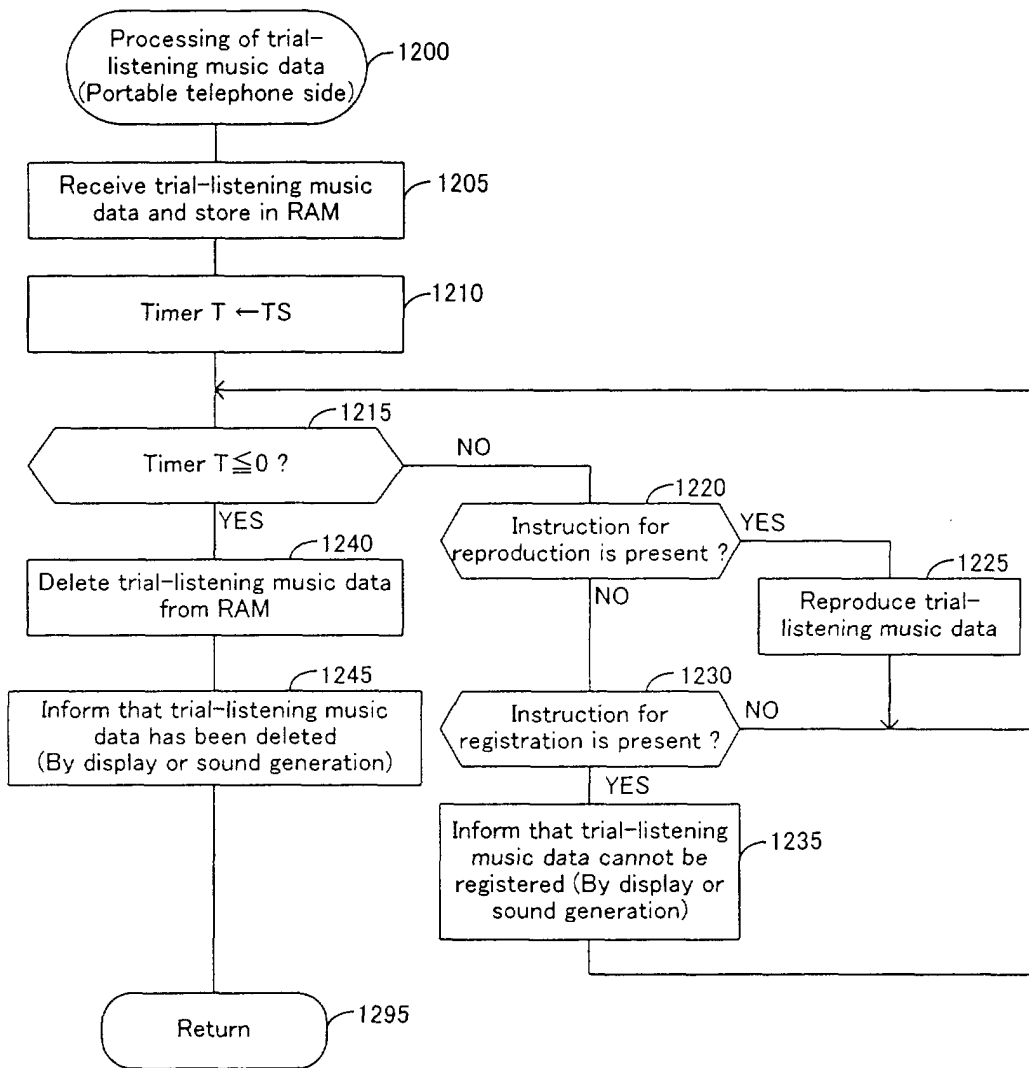 Processing of trial-
listening music data
(Portable telephone side)
1200
Receive trial-listening music
data and store in RAM
1205
Timer T ←TS
1210
1215
Timer T≦0 ?
NO
YES
1220
Instruction for
reproduction is present ?
YES
NO
1225
Reproduce trial-
listening music data
1240
Delete trial-listening music data
from RAM
1230
Instruction for
registration is present ?
NO
YES
1245
Inform that trial-listening music
data has been deleted
(By display or sound generation)
Inform that trial-listening
music data cannot be
registered (By display or
sound generation)
1235
Return
1295